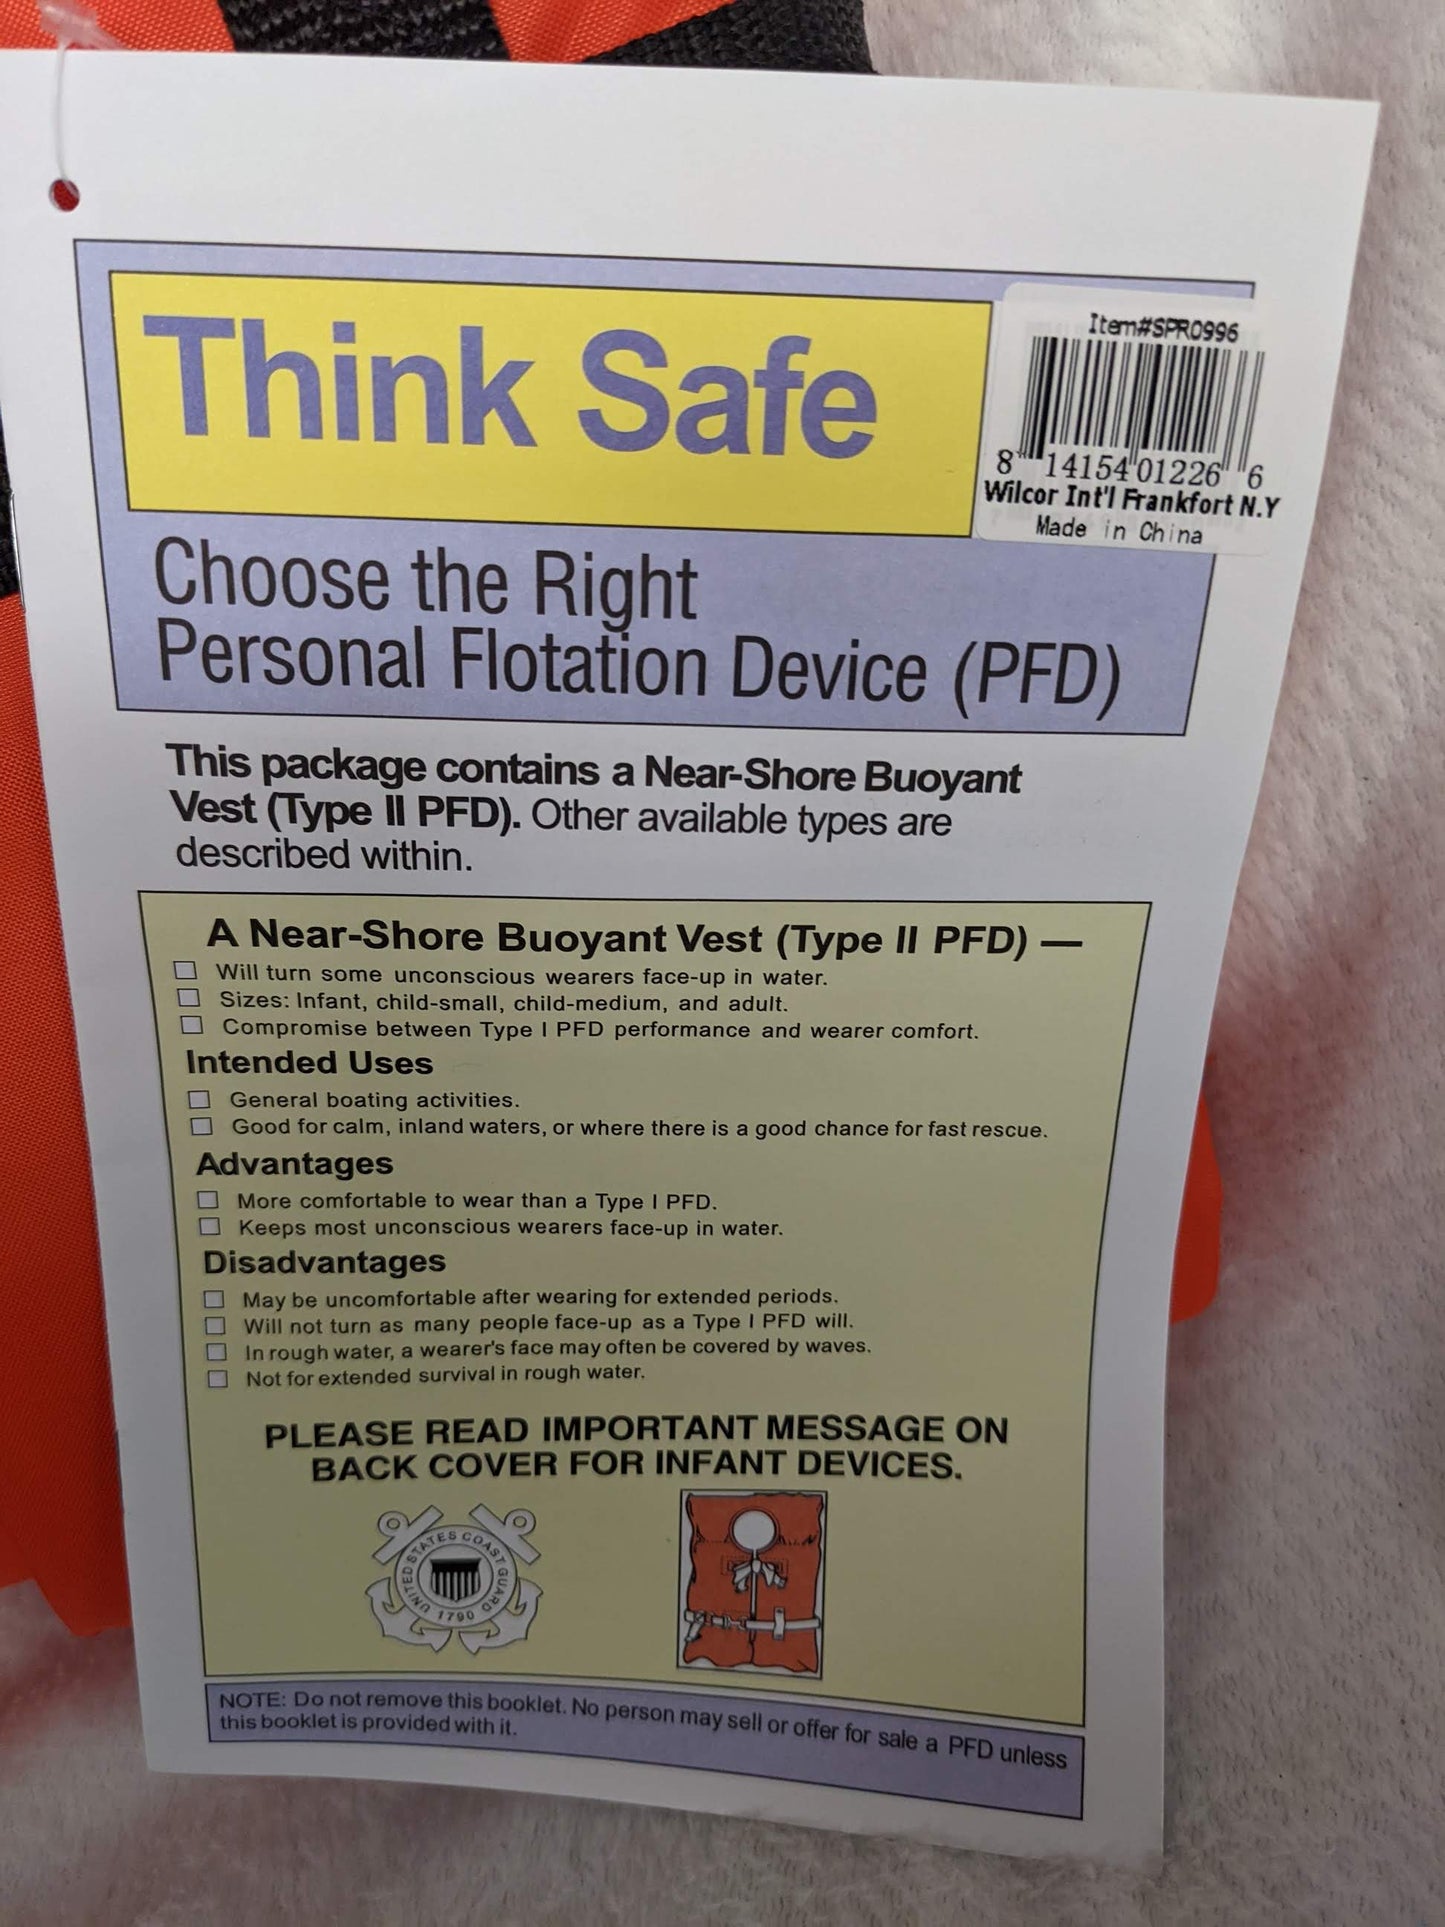 Think Safe
Item#SPR0996
8 14154 01226 6
Wilcor Int'l Frankfort N.Y
Made in China
Choose the Right
Personal Flotation Device (PFD)
This package contains a Near-Shore Buoyant
Vest (Type II PFD). Other available types are
described within.
A Near-Shore Buoyant Vest (Type II PFD) —
Will turn some unconscious wearers face-up in water.
Sizes: Infant, child-small, child-medium, and adult.
Compromise between Type I PFD performance and wearer comfort.
Intended Uses
General boating activities.
Good for calm, inland waters, or where there is a good chance for fast rescue.
Advantages
More comfortable to wear than a Type I PFD.
Keeps most unconscious wearers face-up in water.
Disadvantages
May be uncomfortable after wearing for extended periods.
Will not turn as many people face-up as a Type I PFD will.
In rough water, a wearer's face may often be covered by waves.
Not for extended survival in rough water.
PLEASE READ IMPORTANT MESSAGE ON
BACK COVER FOR INFANT DEVICES.
UNITED STATES COAST GUARD
1790
NOTE: Do not remove this booklet. No person may sell or offer for sale a PFD unless
this booklet is provided with it.